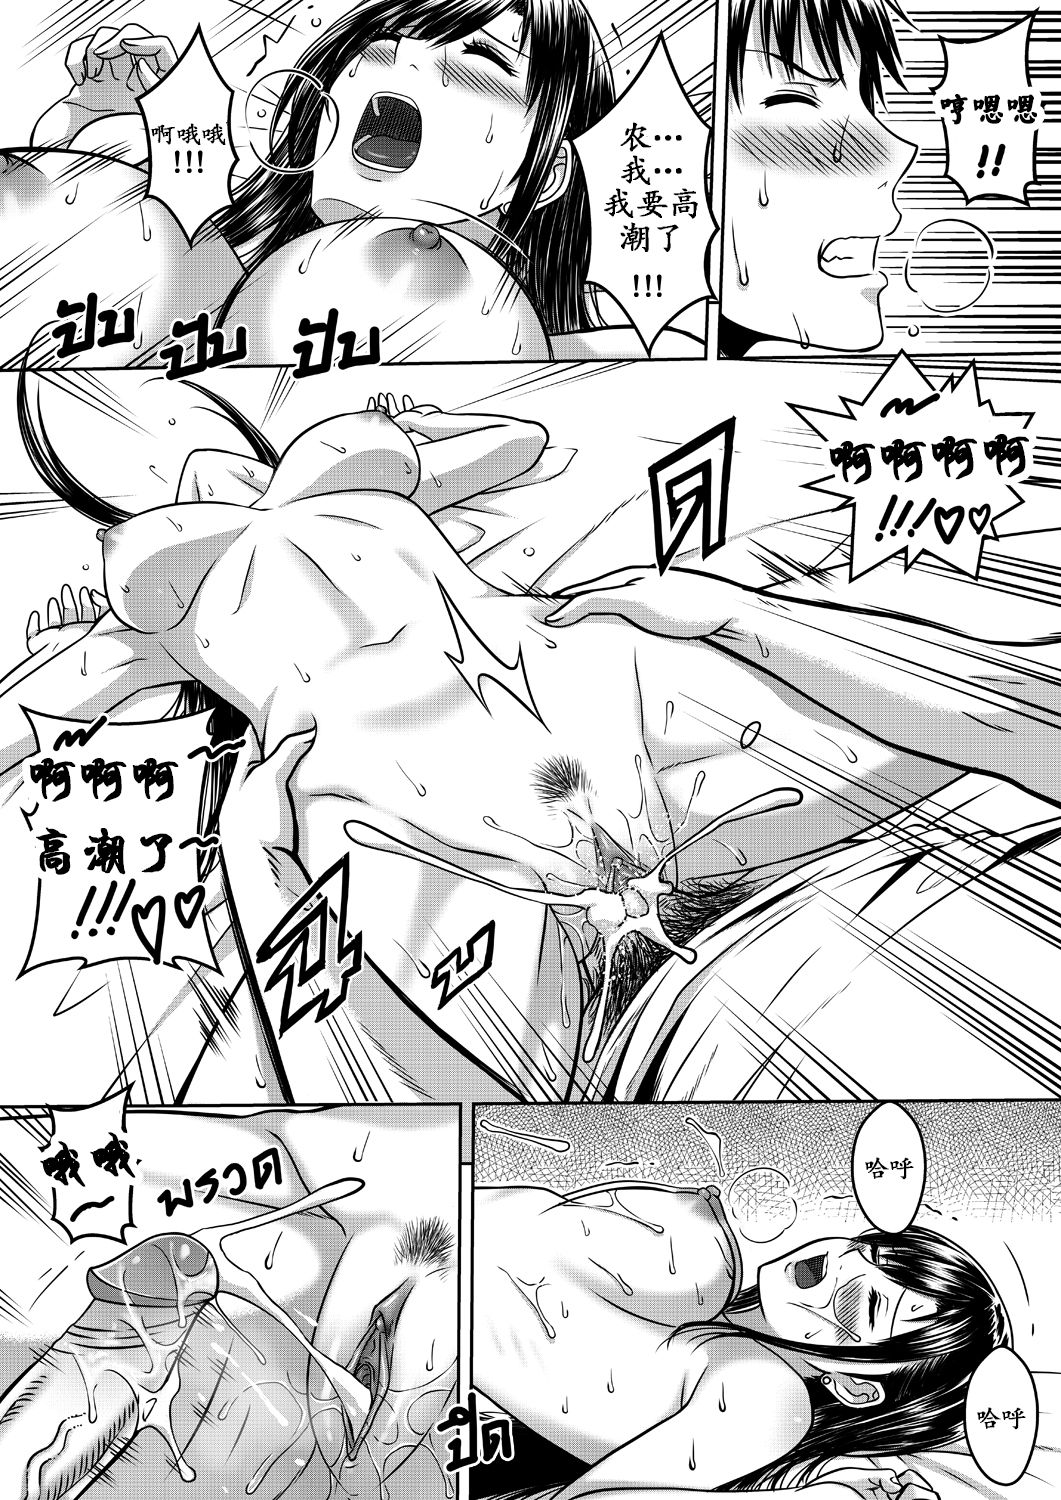 哼嗯嗯
!!
农…
我…
我要高
潮了
!!!
啊哦哦
!!!
ปับ
ปับ
ปับ
啊啊啊啊
!!!♡♡
啊啊啊~
高潮了~
!!!♡♡
哦哦
~
พรวด
哈呼
哈呼
ปี๊ด